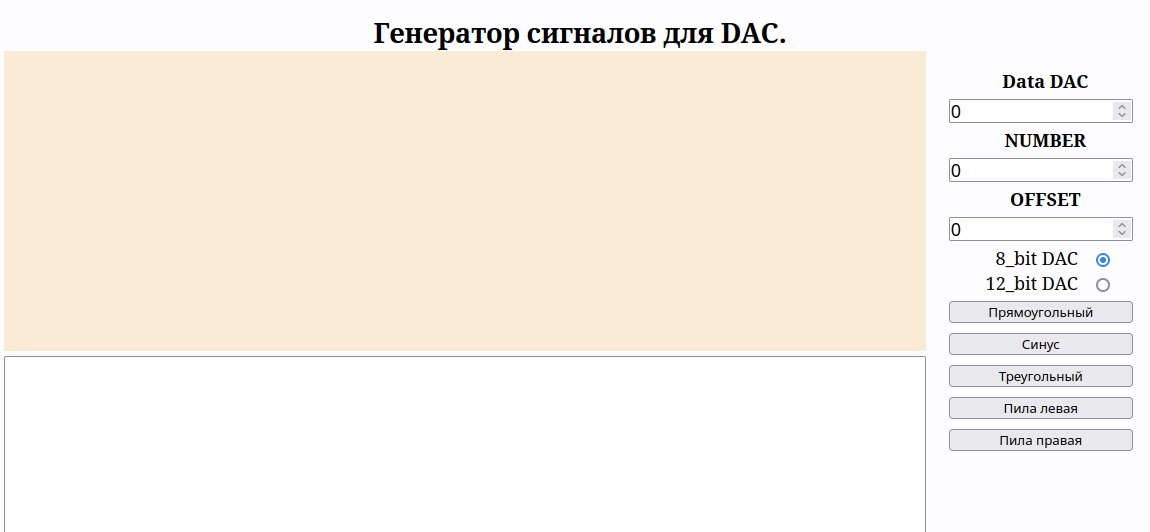 Генератор сигналов для DAC.
Data DAC
0
NUMBER
0
OFFSET
0
8_bit DAC
12_bit DAC
Прямоугольный
Синус
Треугольный
Пила левая
Пила правая